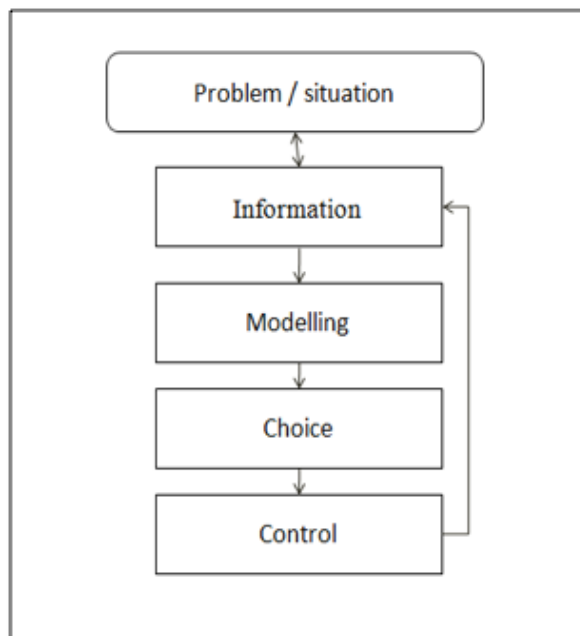 Problem / situation
Information
Modelling
Choice
Control